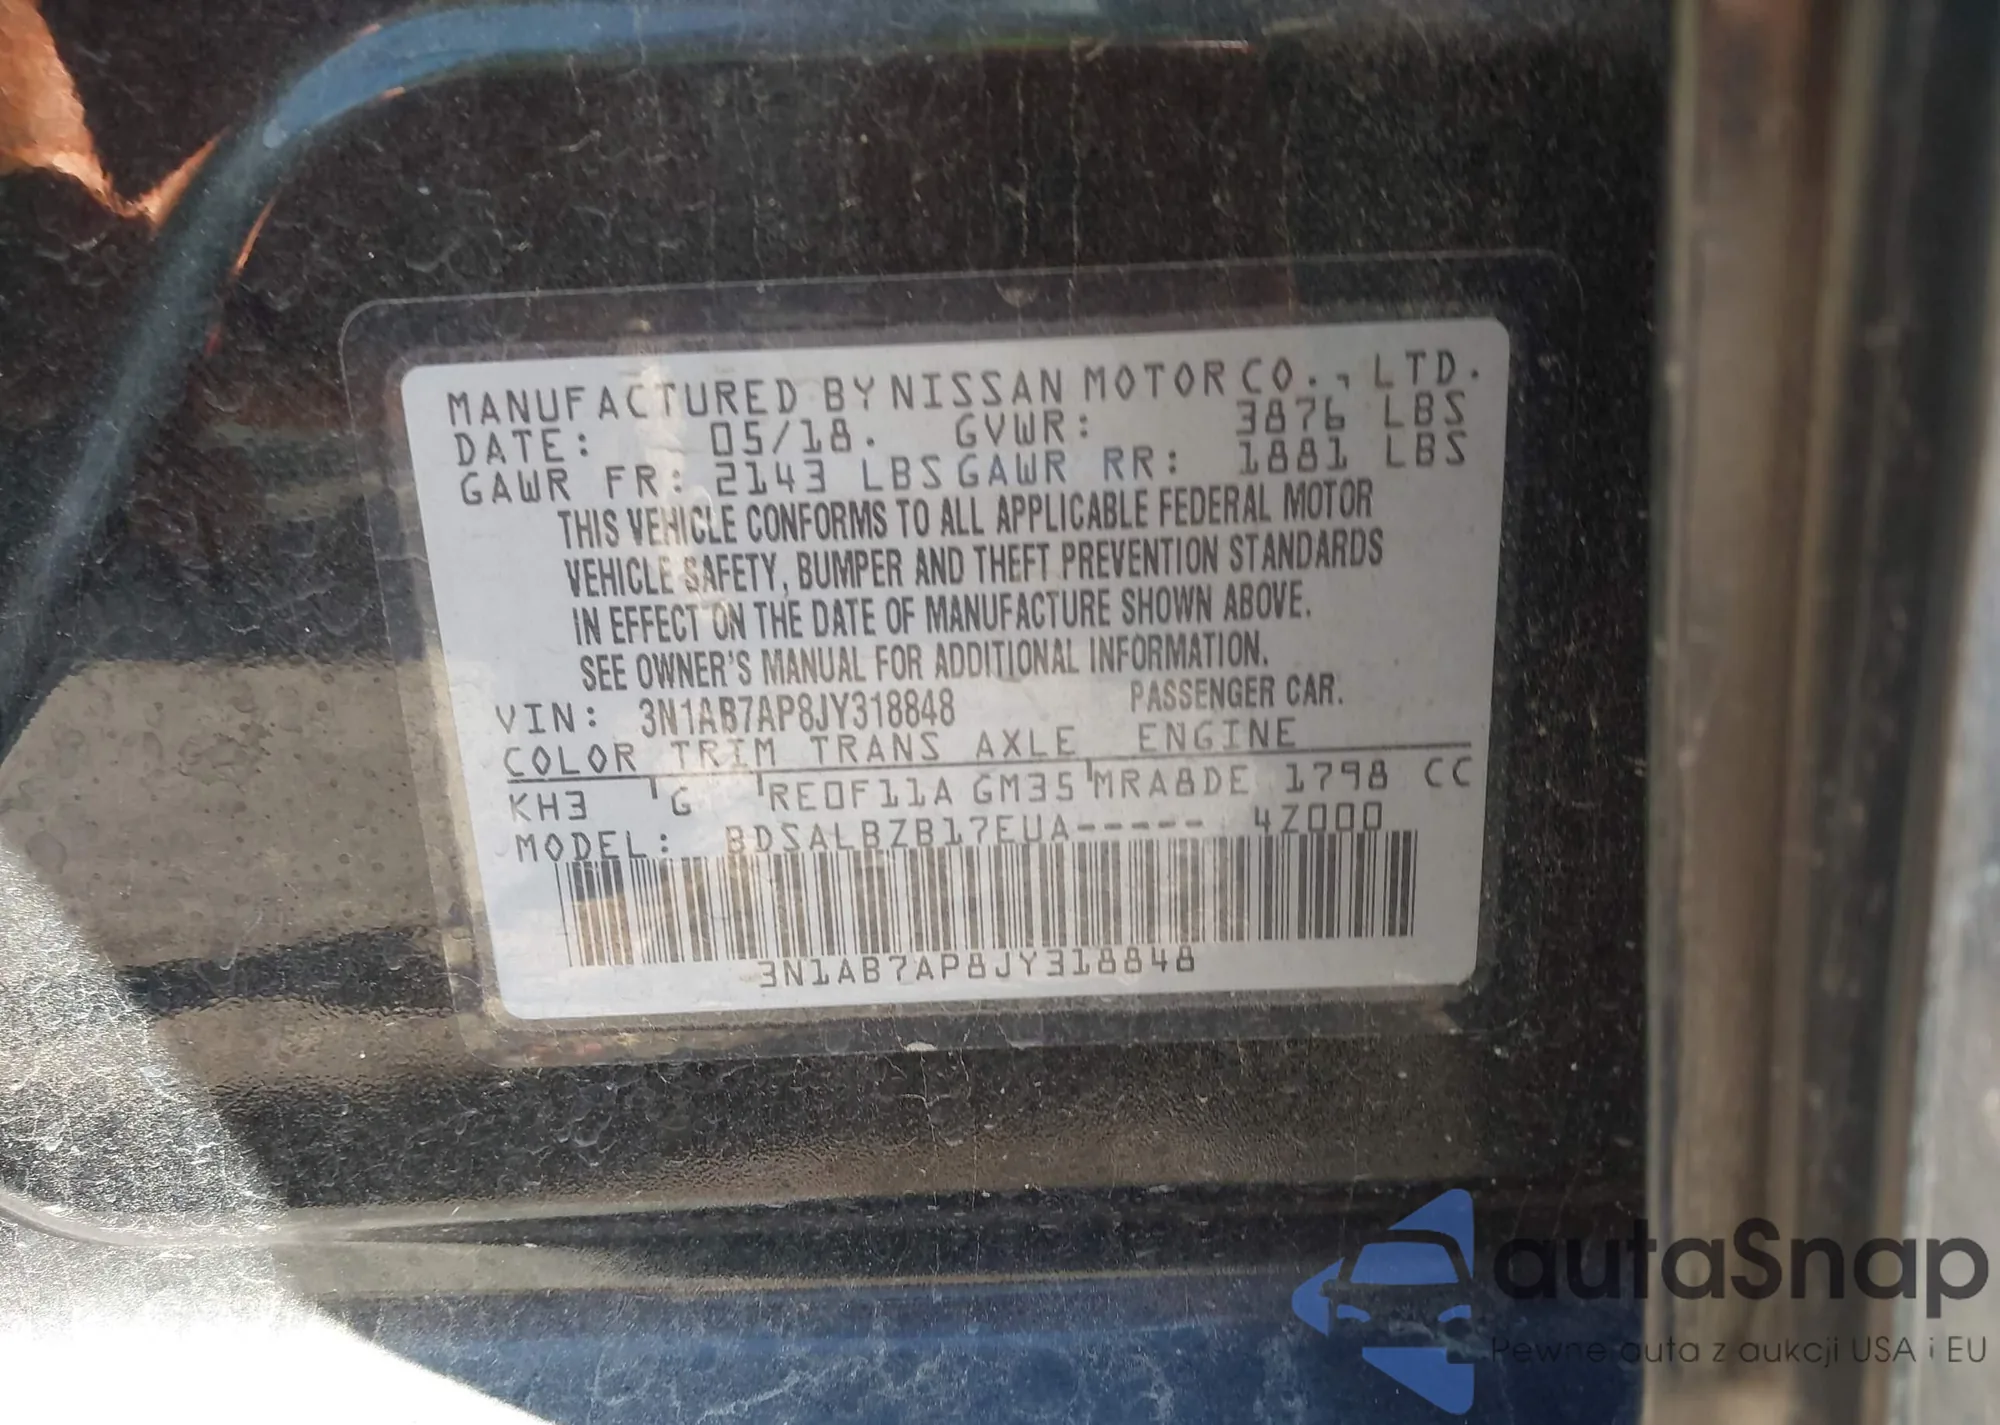 MANUFACTURED BY NISSAN MOTOR CO., LTD.
DATE: 05/18. GVWR: 3876 LBS
GAWR FR: 2143 LBS GAWR RR: 1881 LBS
THIS VEHICLE CONFORMS TO ALL APPLICABLE FEDERAL MOTOR
VEHICLE SAFETY, BUMPER AND THEFT PREVENTION STANDARDS
IN EFFECT ON THE DATE OF MANUFACTURE SHOWN ABOVE.
SEE OWNER'S MANUAL FOR ADDITIONAL INFORMATION.
VIN: 3N1AB7AP8JY318848 PASSENGER CAR.
COLOR TRIM TRANS AXLE ENGINE
KH3 G RE0F11A GM35 MRA8DE 1798 CC
MODEL: BDSALBZB17EUA----- 4Z000
3N1AB7AP8JY318848
autaSnap
Pewne auta z aukcji USA i EU